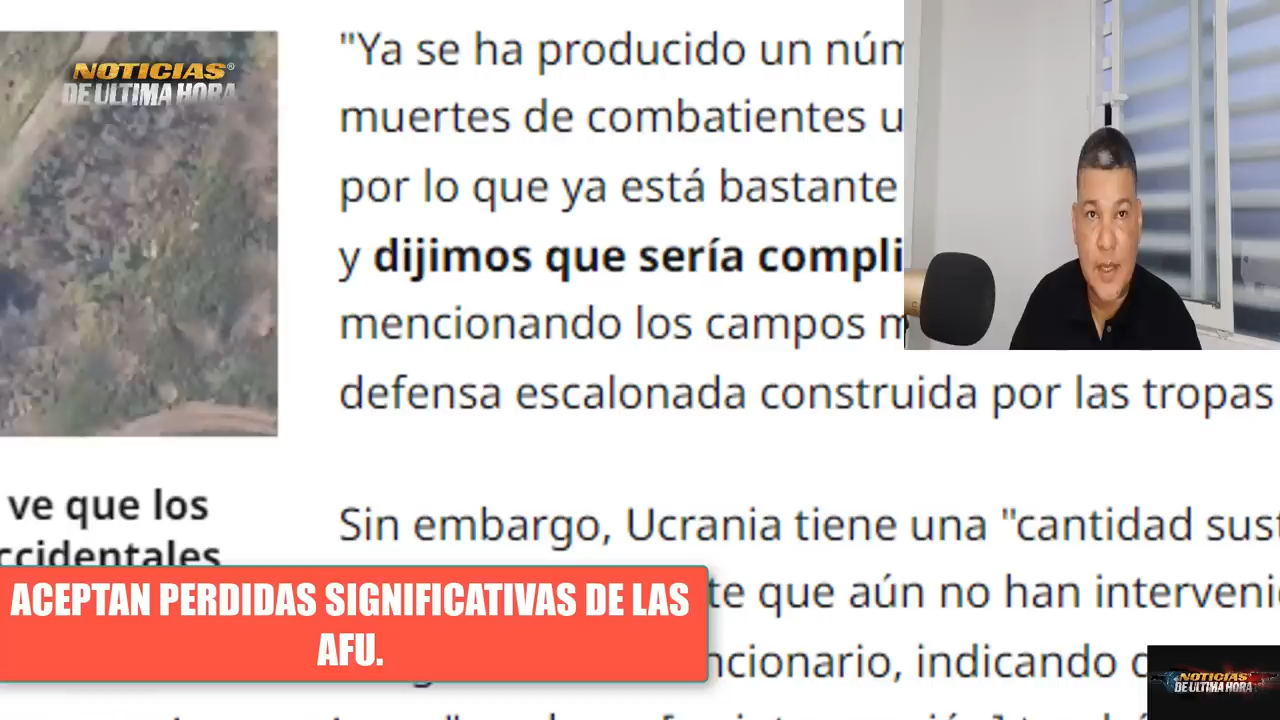 NOTICIAS®
DE ULTIMA HORA
"Ya se ha producido un núm
muertes de combatientes u
por lo que ya está bastante
y dijimos que sería compli
mencionando los campos m
defensa escalonada construida por las tropas
ve que los
ccidentales
Sin embargo, Ucrania tiene una "cantidad sust
te que aún no han interveni
ncionario, indicando
ACEPTAN PERDIDAS SIGNIFICATIVAS DE LAS
AFU.
NOTICIAS
DE ULTIMA HORA